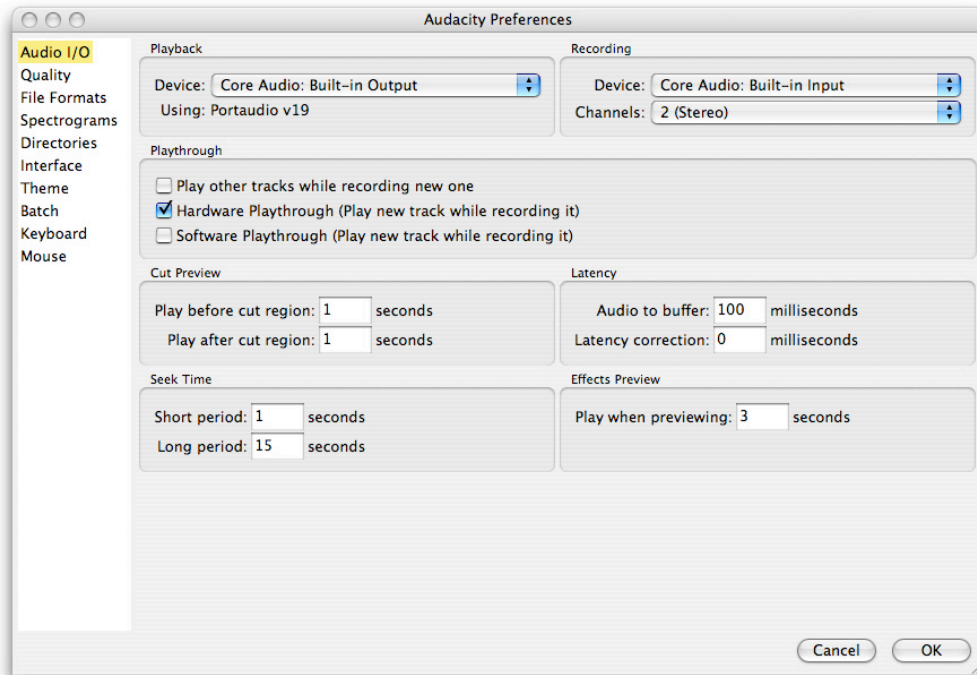 Audacity Preferences
Audio I/O
Quality
File Formats
Spectrograms
Directories
Interface
Theme
Batch
Keyboard
Mouse
Playback
Device: Core Audio: Built-in Output
Using: Portaudio v19
Recording
Device: Core Audio: Built-in Input
Channels: 2 (Stereo)
Playthrough
Play other tracks while recording new one
Hardware Playthrough (Play new track while recording it)
Software Playthrough (Play new track while recording it)
Cut Preview
Play before cut region: 1 seconds
Play after cut region: 1 seconds
Latency
Audio to buffer: 100 milliseconds
Latency correction: 0 milliseconds
Seek Time
Short period: 1 seconds
Long period: 15 seconds
Effects Preview
Play when previewing: 3 seconds
Cancel
OK